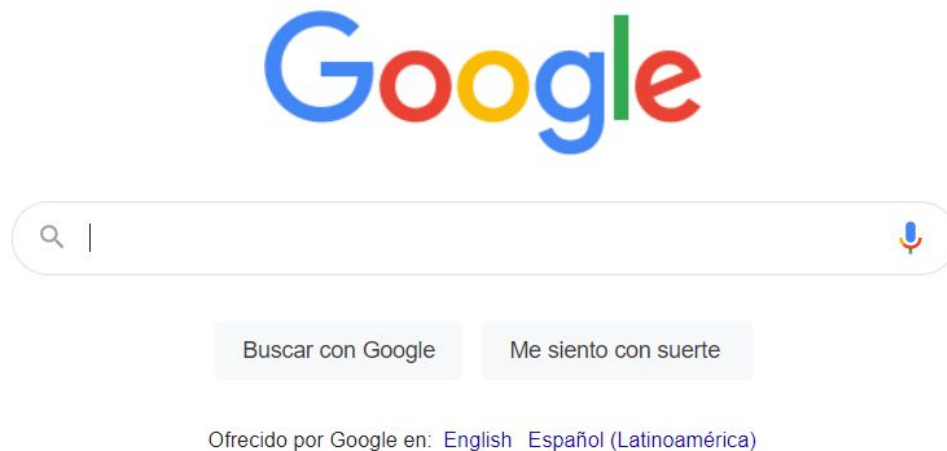 Google
Buscar con Google Me siento con suerte
Ofrecido por Google en: English Español (Latinoamérica)